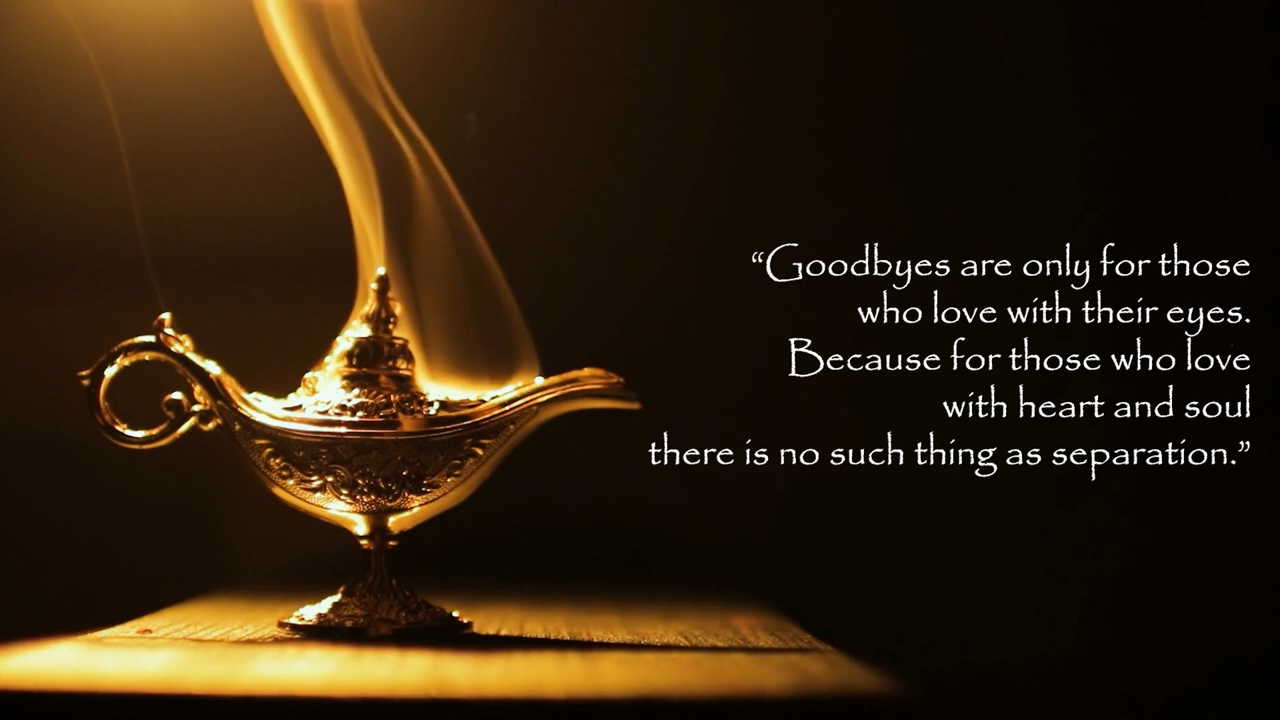 “Goodbyes are only for those
who love with their eyes.
Because for those who love
with heart and soul
there is no such thing as separation.”